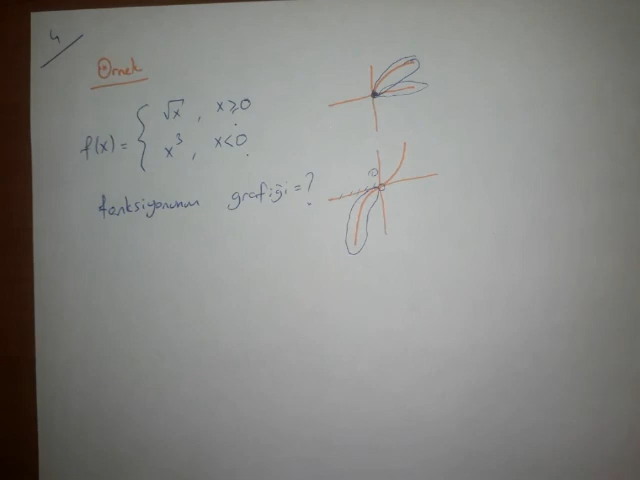 4/
Örnek
f(x) = { √x , x ≥ 0
x³ , x < 0
fonksiyonunun grafiği = ?